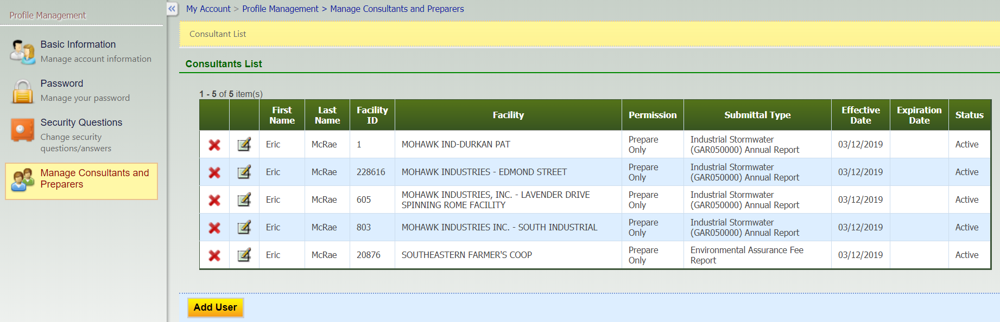 Profile Management
Basic Information
Manage account information
Password
Manage your password
Security Questions
Change security
questions/answers
Manage Consultants and
Preparers
My Account > Profile Management > Manage Consultants and Preparers
Consultant List
Consultants List
1 - 5 of 5 item(s)
First Name Last Name Facility ID Facility Permission Submittal Type Effective Date Expiration Date Status
Eric McRae 1 MOHAWK IND-DURKAN PAT Prepare Only Industrial Stormwater (GAR050000) Annual Report 03/12/2019 Active
Eric McRae 228616 MOHAWK INDUSTRIES - EDMOND STREET Prepare Only Industrial Stormwater (GAR050000) Annual Report 03/12/2019 Active
Eric McRae 605 MOHAWK INDUSTRIES, INC. - LAVENDER DRIVE SPINNING ROME FACILITY Prepare Only Industrial Stormwater (GAR050000) Annual Report 03/12/2019 Active
Eric McRae 803 MOHAWK INDUSTRIES INC. - SOUTH INDUSTRIAL Prepare Only Industrial Stormwater (GAR050000) Annual Report 03/12/2019 Active
Eric McRae 20876 SOUTHEASTERN FARMER'S COOP Prepare Only Environmental Assurance Fee Report 03/12/2019 Active
Add User